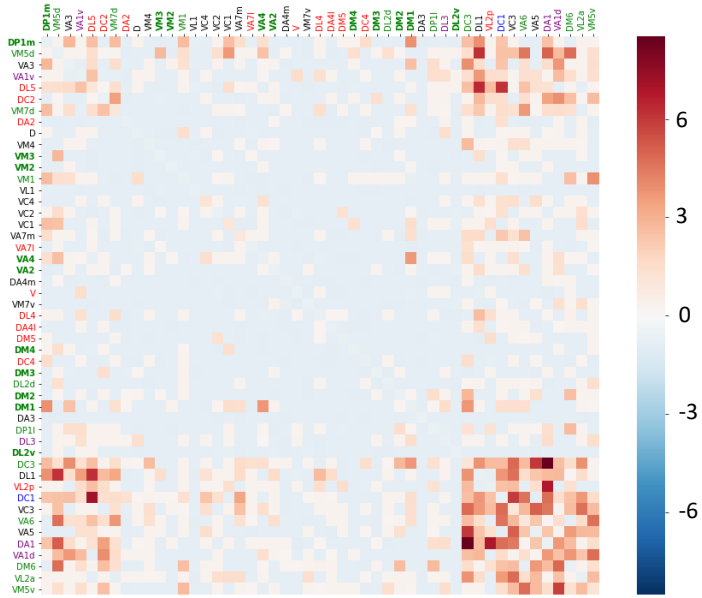 DP1m VM5d VA3 VA1v DL5 DC2 VM7d DA2 D VM4 VM3 VM2 VM1 VL1 VC4 VC2 VC1 VA7m VA7l VA4 VA2 DA4m V VM7v DL4 DA4l DM5 DM4 DC4 DM3 DL2d DM2 DM1 DA3 DP1l DL3 DL2v DC3 DL1 VL2p DC1 VC3 VA6 VA5 DA1 VA1d DM6 VL2a VM5v
DP1m
VM5d
VA3
VA1v
DL5
DC2
VM7d
DA2
D
VM4
VM3
VM2
VM1
VL1
VC4
VC2
VC1
VA7m
VA7l
VA4
VA2
DA4m
V
VM7v
DL4
DA4l
DM5
DM4
DC4
DM3
DL2d
DM2
DM1
DA3
DP1l
DL3
DL2v
DC3
DL1
VL2p
DC1
VC3
VA6
VA5
DA1
VA1d
DM6
VL2a
VM5v
6
3
0
-3
-6